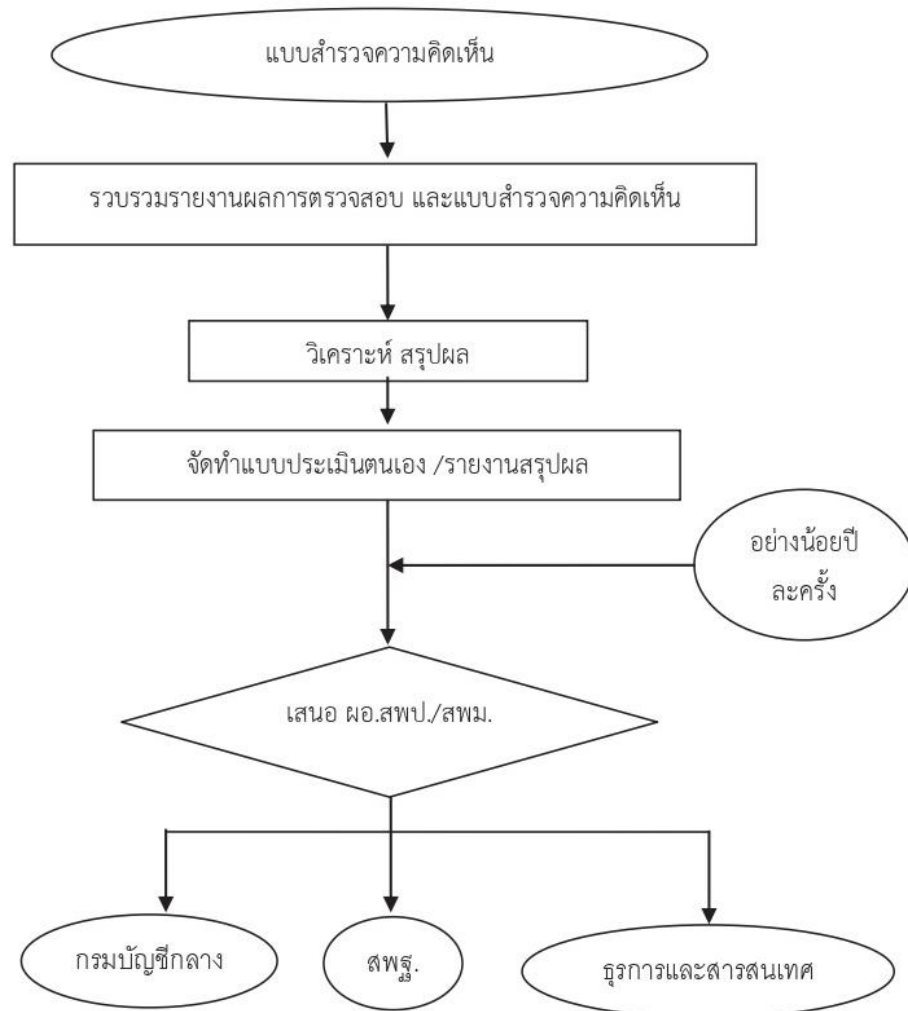 แบบสำรวจความคิดเห็น
รวบรวมรายงานผลการตรวจสอบ และแบบสำรวจความคิดเห็น
วิเคราะห์ สรุปผล
จัดทำแบบประเมินตนเอง /รายงานสรุปผล
อย่างน้อยปี
ละครั้ง
เสนอ ผอ.สพป./สพม.
กรมบัญชีกลาง
สพฐ.
ธุรการและสารสนเทศ